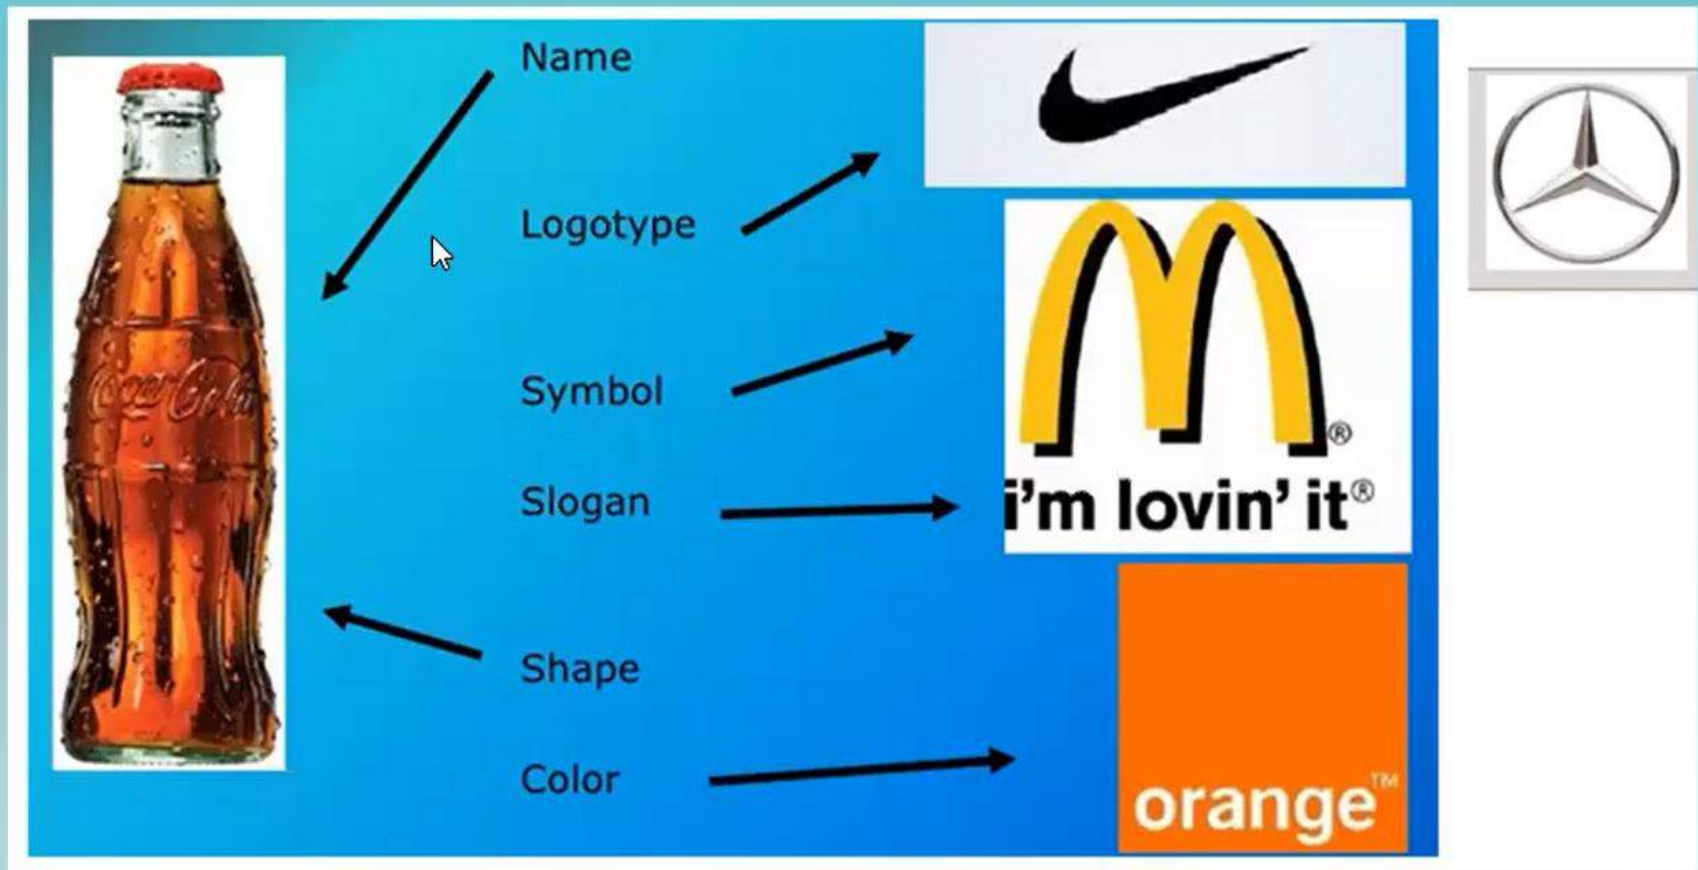 Name
Logotype
Symbol
Slogan
Shape
Color
Coca-Cola
®
i'm lovin' it®
orange™